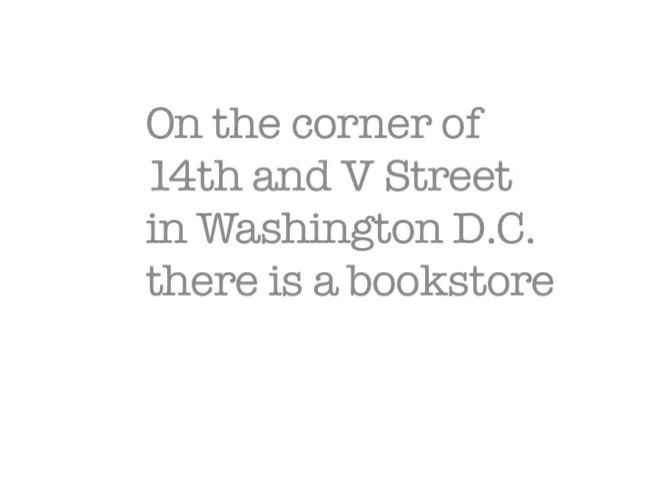 On the corner of
14th and V Street
in Washington D.C.
there is a bookstore